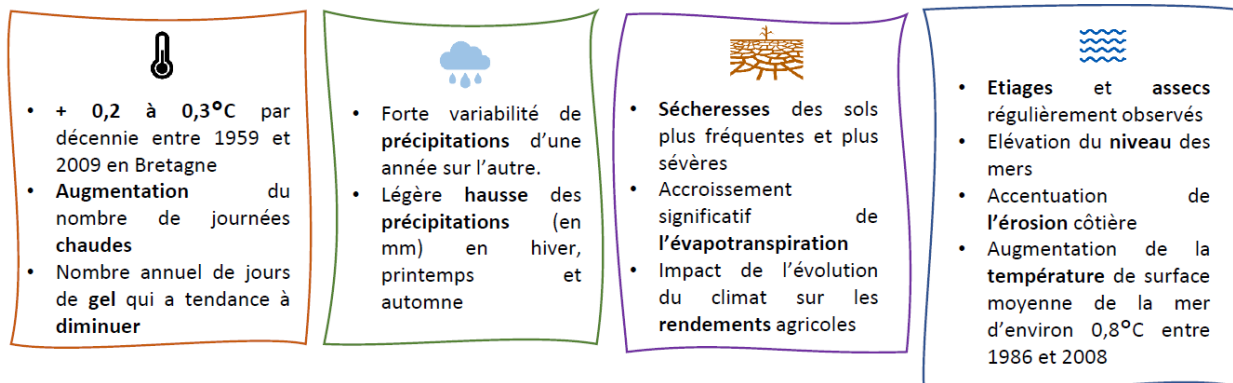 • + 0,2 à 0,3°C par
décennie entre 1959 et
2009 en Bretagne
• Augmentation du
nombre de journées
chaudes
• Nombre annuel de jours
de gel qui a tendance à
diminuer
• Forte variabilité de
précipitations d'une
année sur l'autre.
• Légère hausse des
précipitations (en
mm) en hiver,
printemps et
automne
• Sécheresses des sols
plus fréquentes et plus
sévères
• Accroissement
significatif de
l'évapotranspiration
• Impact de l'évolution
du climat sur les
rendements agricoles
• Etiages et assecs
régulièrement observés
• Elévation du niveau des
mers
• Accentuation de
l'érosion côtière
• Augmentation de la
température de surface
moyenne de la mer
d'environ 0,8°C entre
1986 et 2008